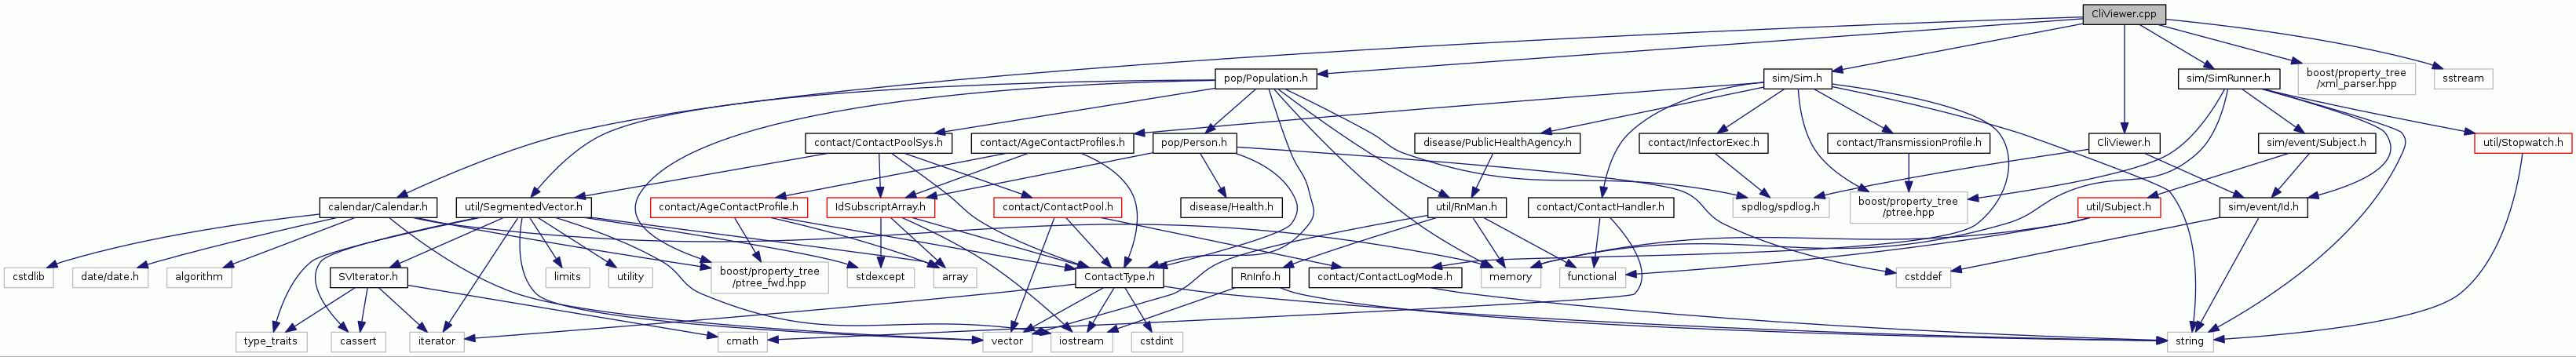 CliViewer.cpp
pop/Population.h
sim/Sim.h
sim/SimRunner.h
boost/property_tree
/xml_parser.hpp
sstream
contact/ContactPoolSys.h
contact/AgeContactProfiles.h
pop/Person.h
disease/PublicHealthAgency.h
contact/InfectorExec.h
contact/TransmissionProfile.h
CliViewer.h
sim/event/Subject.h
util/Stopwatch.h
calendar/Calendar.h
util/SegmentedVector.h
contact/AgeContactProfile.h
IdSubscriptArray.h
contact/ContactPool.h
disease/Health.h
util/RnMan.h
contact/ContactHandler.h
spdlog/spdlog.h
boost/property_tree
/ptree.hpp
util/Subject.h
sim/event/Id.h
cstdlib
date/date.h
algorithm
SVIterator.h
limits
utility
boost/property_tree
/ptree_fwd.hpp
stdexcept
array
ContactType.h
RnInfo.h
contact/ContactLogMode.h
memory
functional
cstddef
type_traits
cassert
iterator
cmath
vector
iostream
cstdint
string